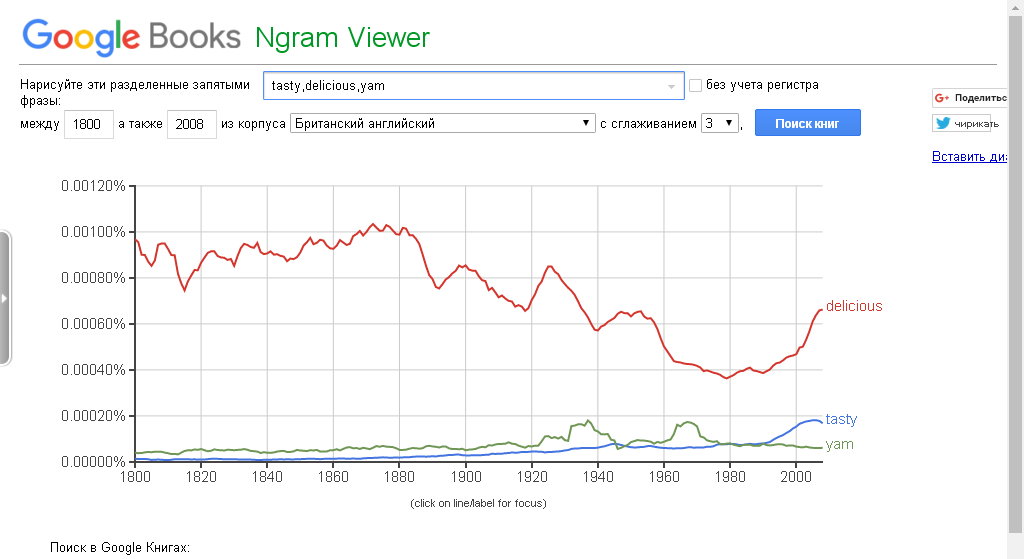 Google Books Ngram Viewer
Нарисуйте эти разделенные запятыми фразы: tasty,delicious,yam без учета регистра
между 1800 а также 2008 из корпуса Британский английский с сглаживанием 3 , Поиск книг
G+ Поделитьс
чирикать
Вставить ди
0.00120%
0.00100%
0.00080%
0.00060%
0.00040%
0.00020%
0.00000%
delicious
tasty
yam
1800 1820 1840 1860 1880 1900 1920 1940 1960 1980 2000
(click on line/label for focus)
Поиск в Google Книгах: